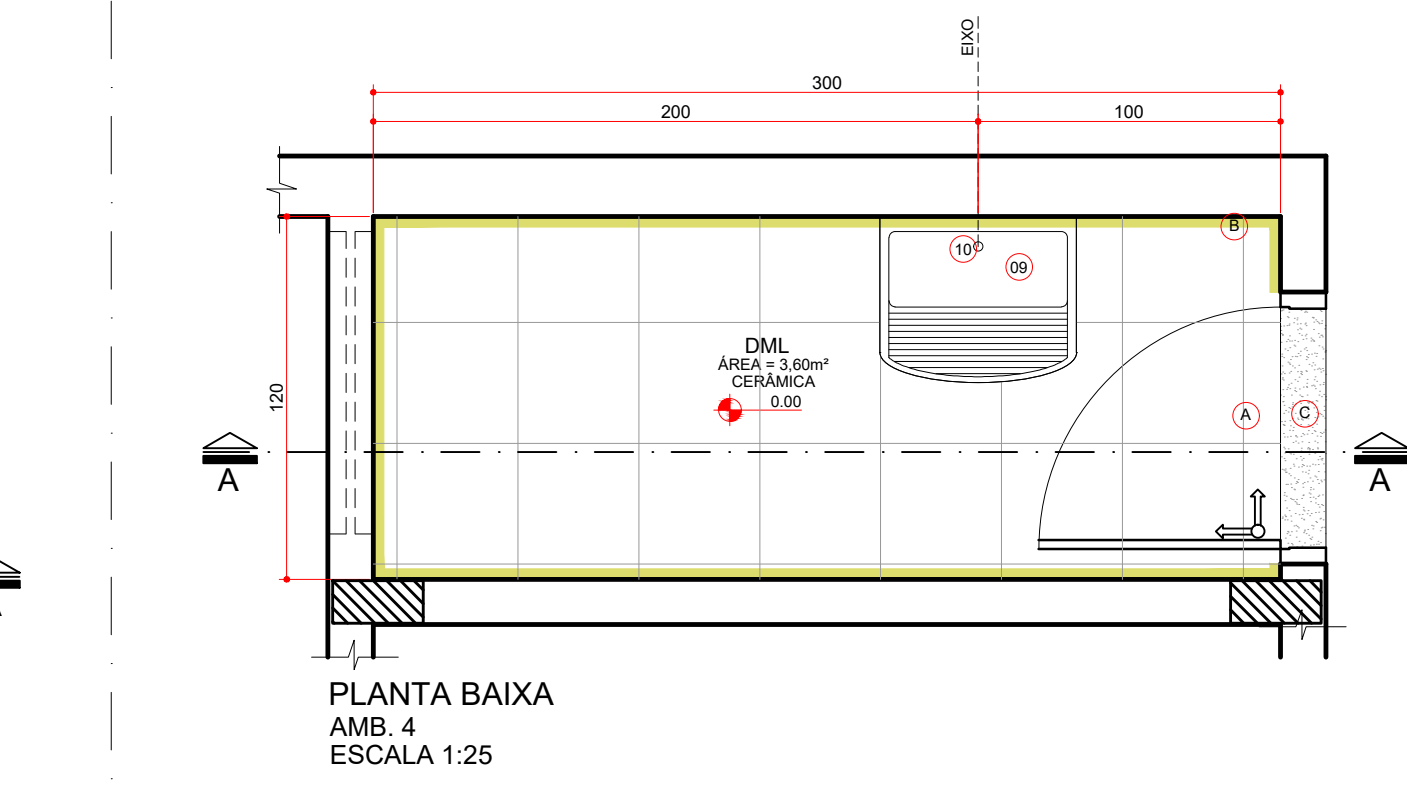 EIXO
300
200
100
B
10
09
DML
ÁREA = 3,60m²
CERÂMICA
0.00
120
A
C
A
A
PLANTA BAIXA
AMB. 4
ESCALA 1:25